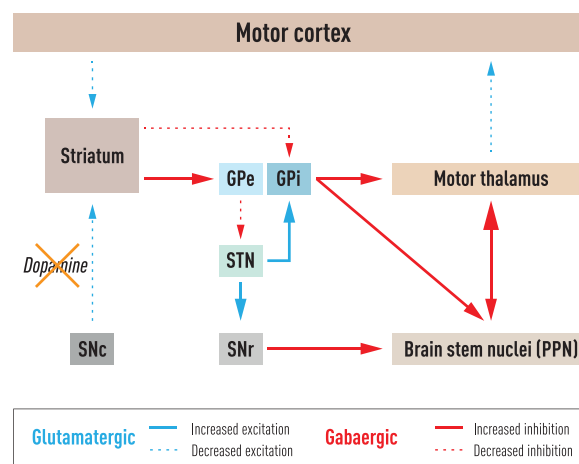 Motor cortex
Striatum
GPe
GPi
Motor thalamus
Dopamine
STN
SNc
SNr
Brain stem nuclei (PPN)
Glutamatergic
Increased excitation
Decreased excitation
Gabaergic
Increased inhibition
Decreased inhibition